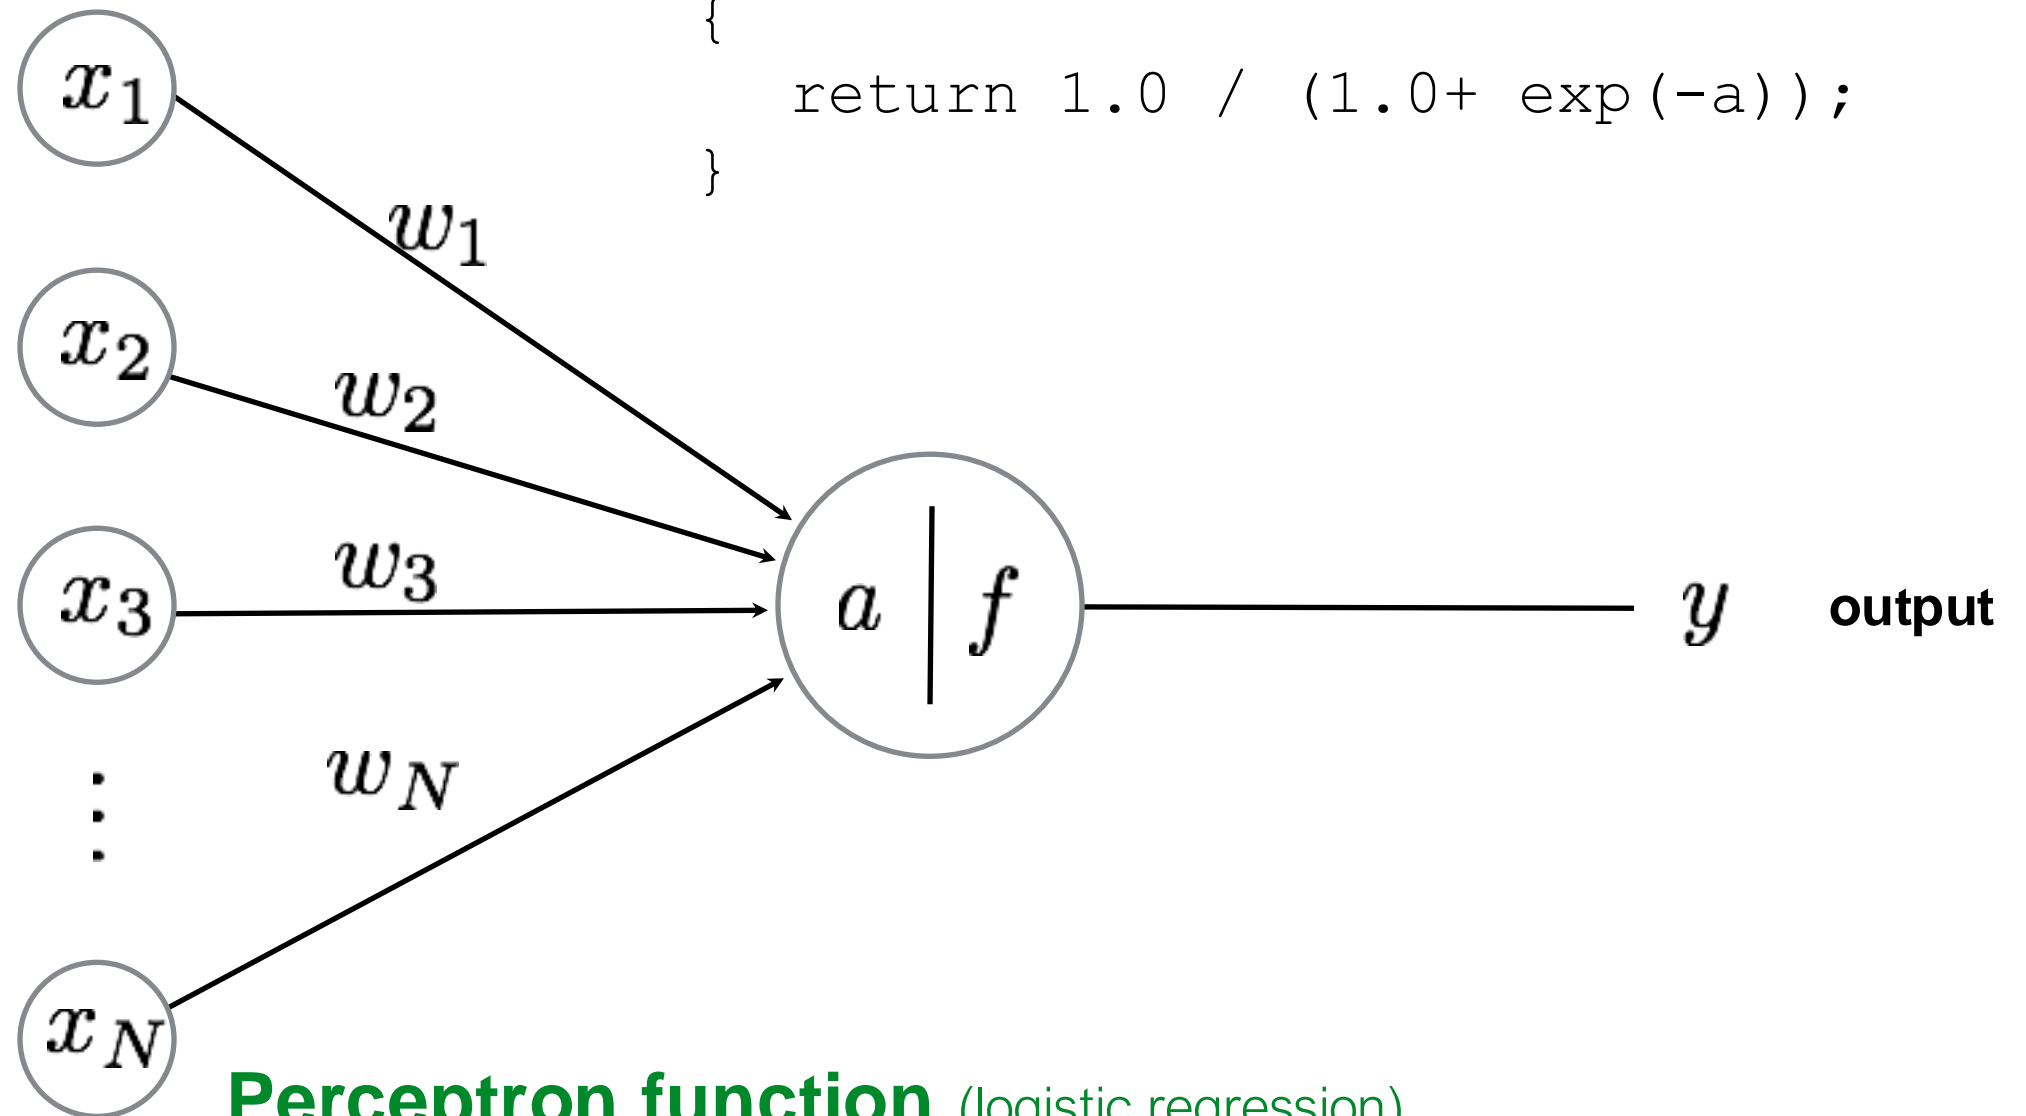 {
return 1.0 / (1.0+ exp(-a));
}
x1
w1
x2
w2
x3
w3
a | f
y output
⋮
wN
xN
Perceptron function (logistic regression)